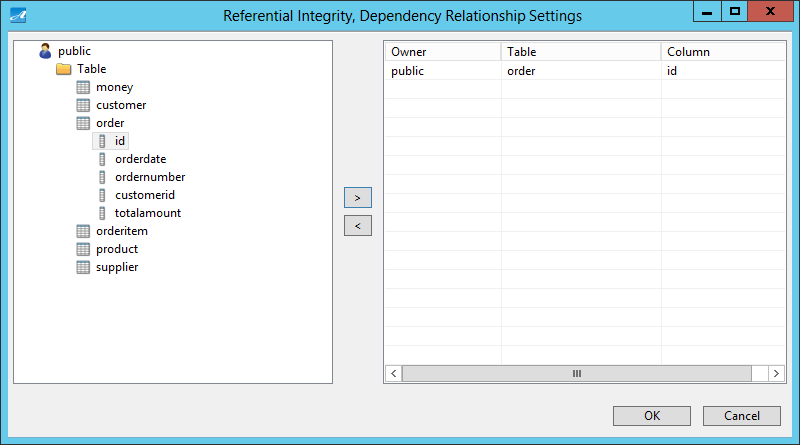 Referential Integrity, Dependency Relationship Settings
public
Table
money
customer
order
id
orderdate
ordernumber
customerid
totalamount
orderitem
product
supplier
>
<
Owner Table Column
public order id
OK Cancel